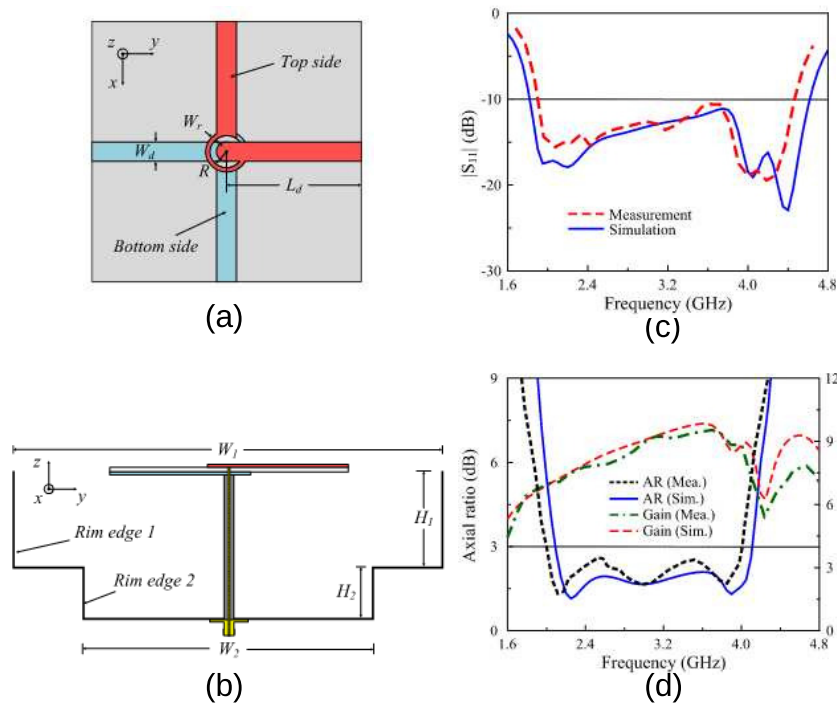 z
y
x
Top side
W_r
W_d
R
L_d
Bottom side
(a)
0
-10
-20
-30
|S_11| (dB)
Measurement
Simulation
1.6 2.4 3.2 4.0 4.8
Frequency (GHz)
(c)
W_1
z
x y
Rim edge 1
H_1
Rim edge 2
H_2
W_2
(b)
9 12
6 9
3 6
0 3
0
Axial ratio (dB)
AR (Mea.)
AR (Sim.)
Gain (Mea.)
Gain (Sim.)
1.6 2.4 3.2 4.0 4.8
Frequency (GHz)
(d)